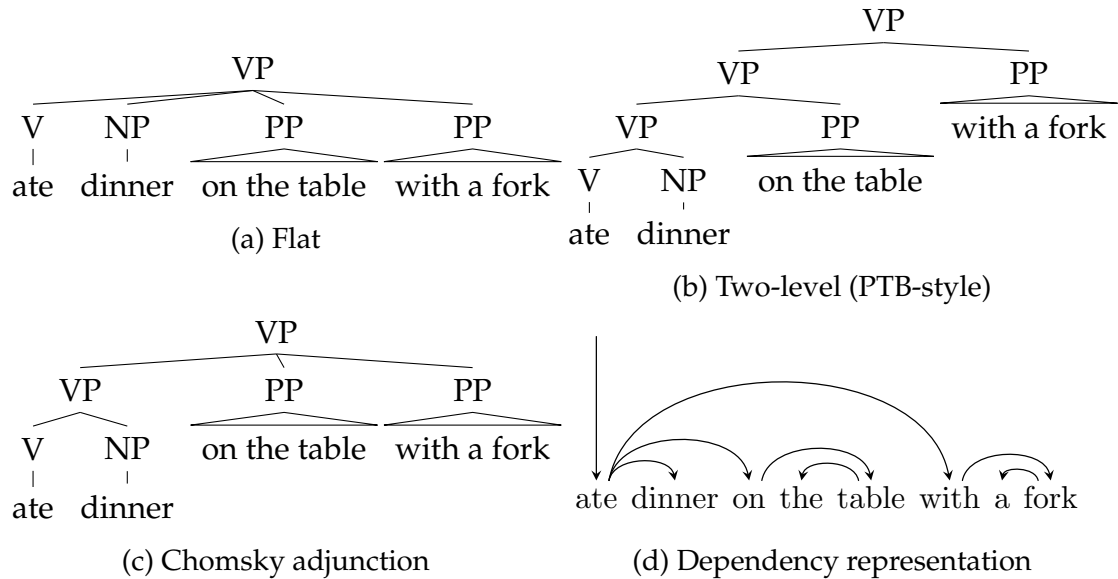 VP
V NP PP PP
ate dinner on the table with a fork
(a) Flat
VP
VP PP
VP PP with a fork
V NP on the table
ate dinner
(b) Two-level (PTB-style)
VP
VP PP PP
V NP on the table with a fork
ate dinner
(c) Chomsky adjunction
ate dinner on the table with a fork
(d) Dependency representation